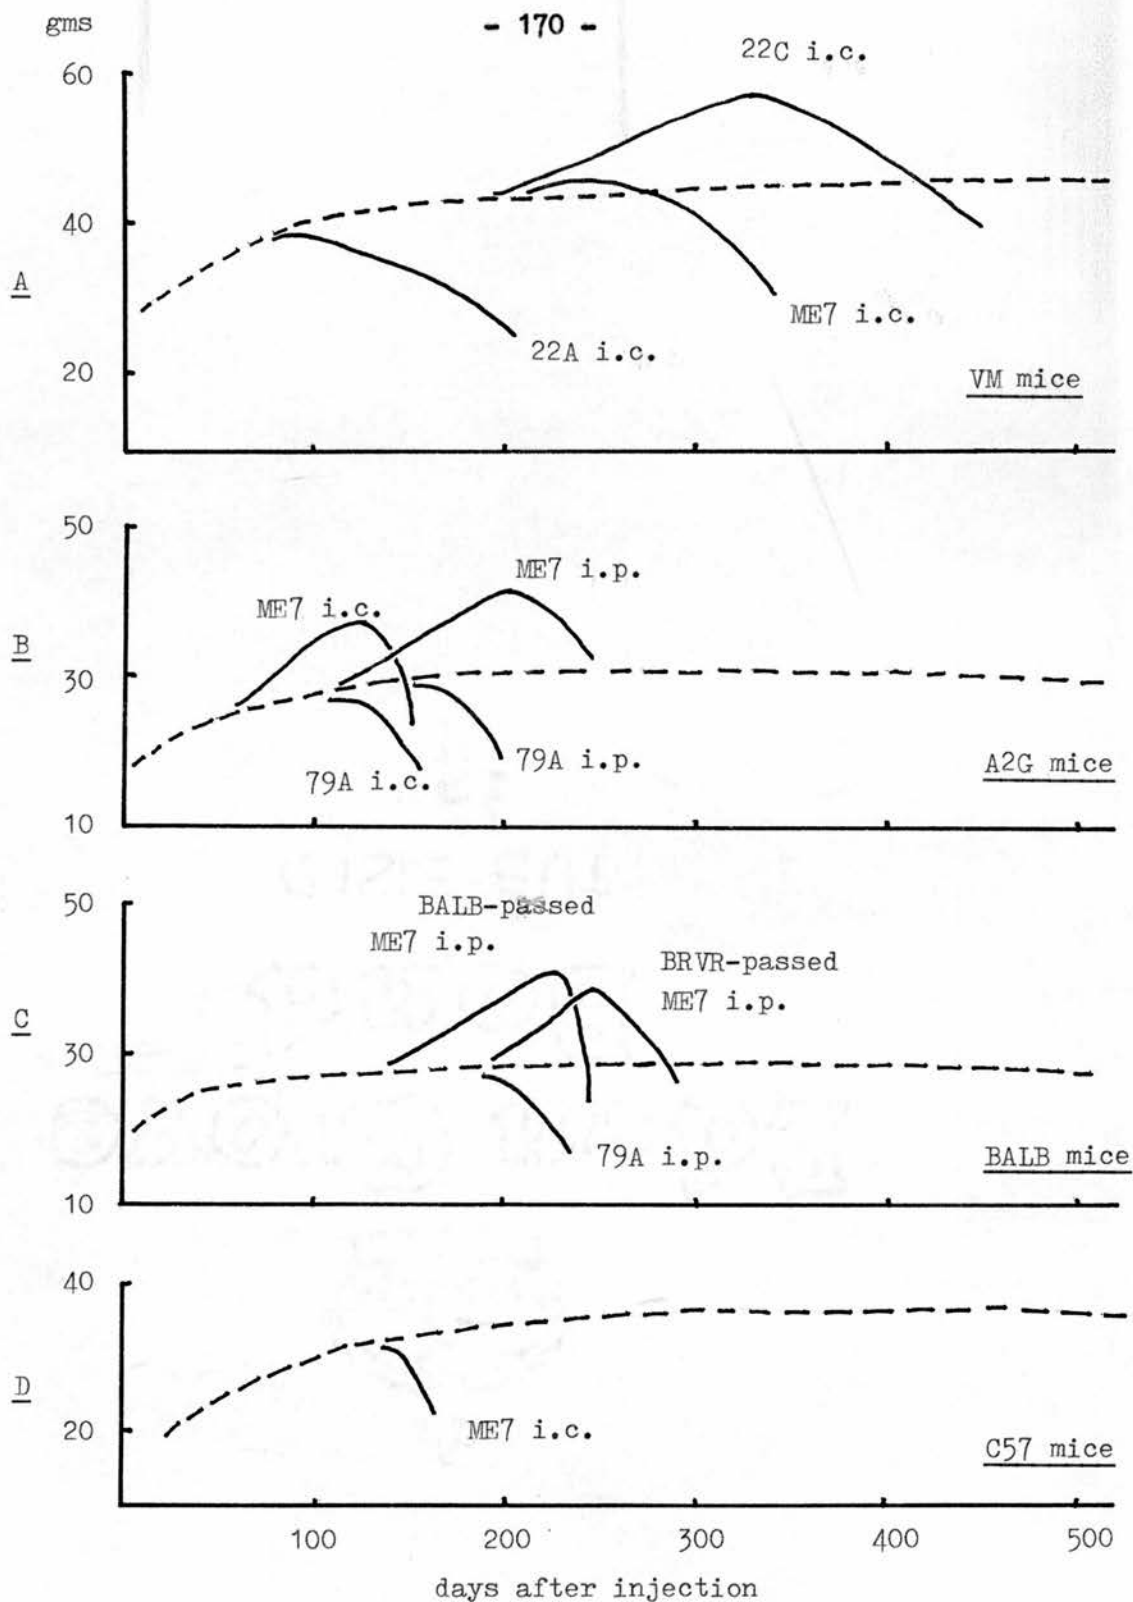 gms
- 170 -
22C i.c.
60
40
A
ME7 i.c.
22A i.c.
20
VM mice
50
ME7 i.p.
ME7 i.c.
B
30
79A i.p.
A2G mice
79A i.c.
10
50
BALB-passed
ME7 i.p.
BRVR-passed
ME7 i.p.
C
30
79A i.p.
BALB mice
10
40
D
20
ME7 i.c.
C57 mice
100 200 300 400 500
days after injection